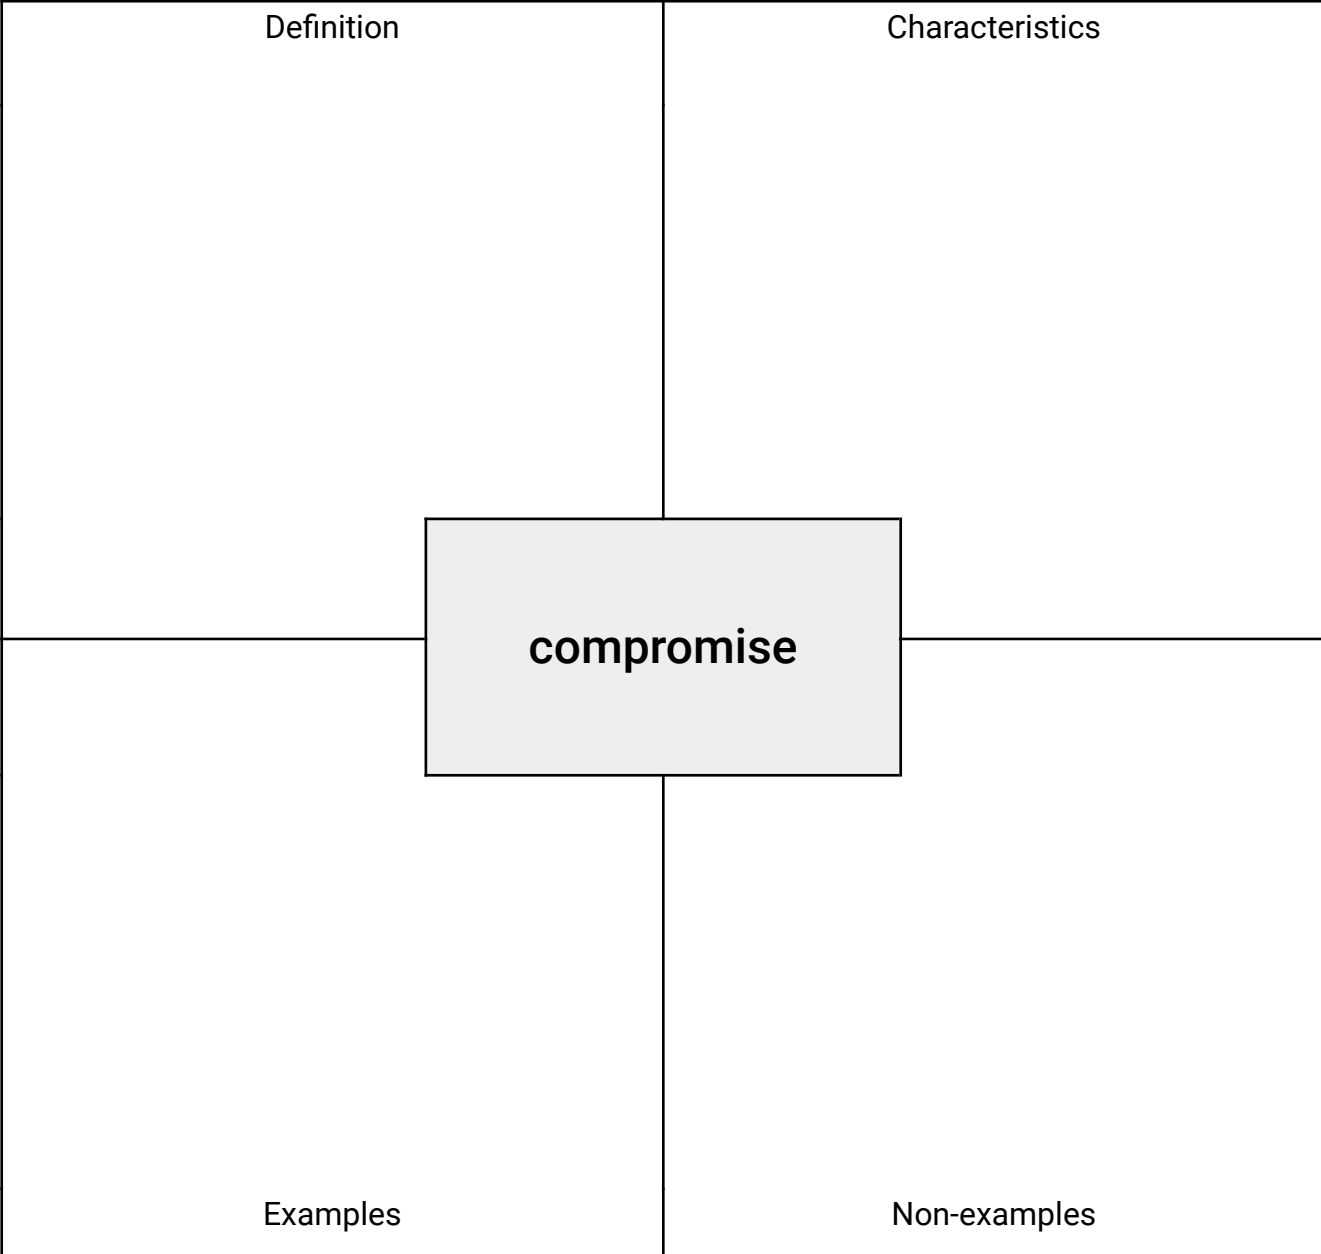 Definition
Characteristics
compromise
Examples
Non-examples